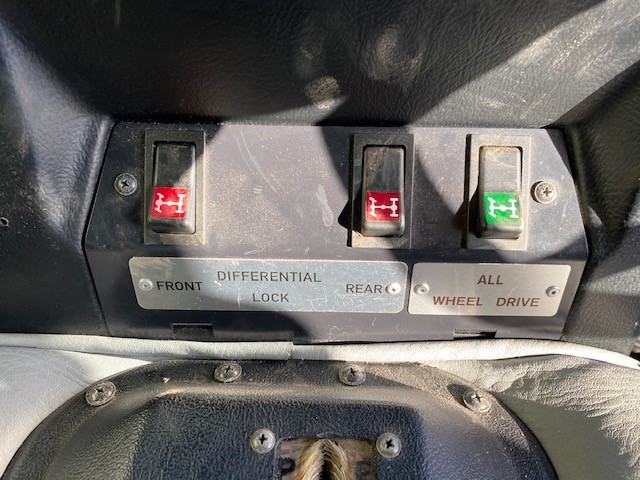 FRONT DIFFERENTIAL LOCK REAR
ALL
WHEEL DRIVE